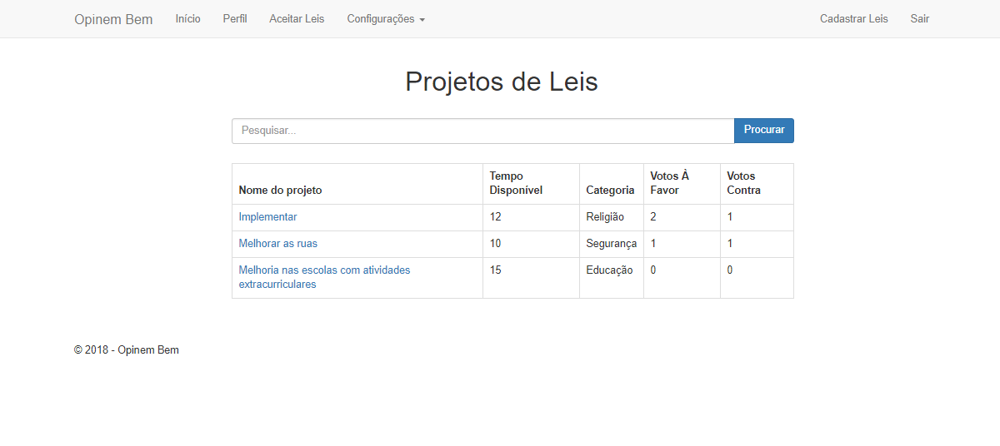 Opinem Bem Início Perfil Aceitar Leis Configurações Cadastrar Leis Sair
Projetos de Leis
Pesquisar... Procurar
Nome do projeto Tempo Disponível Categoria Votos À Favor Votos Contra
Implementar 12 Religião 2 1
Melhorar as ruas 10 Segurança 1 1
Melhoria nas escolas com atividades extracurriculares 15 Educação 0 0
© 2018 - Opinem Bem